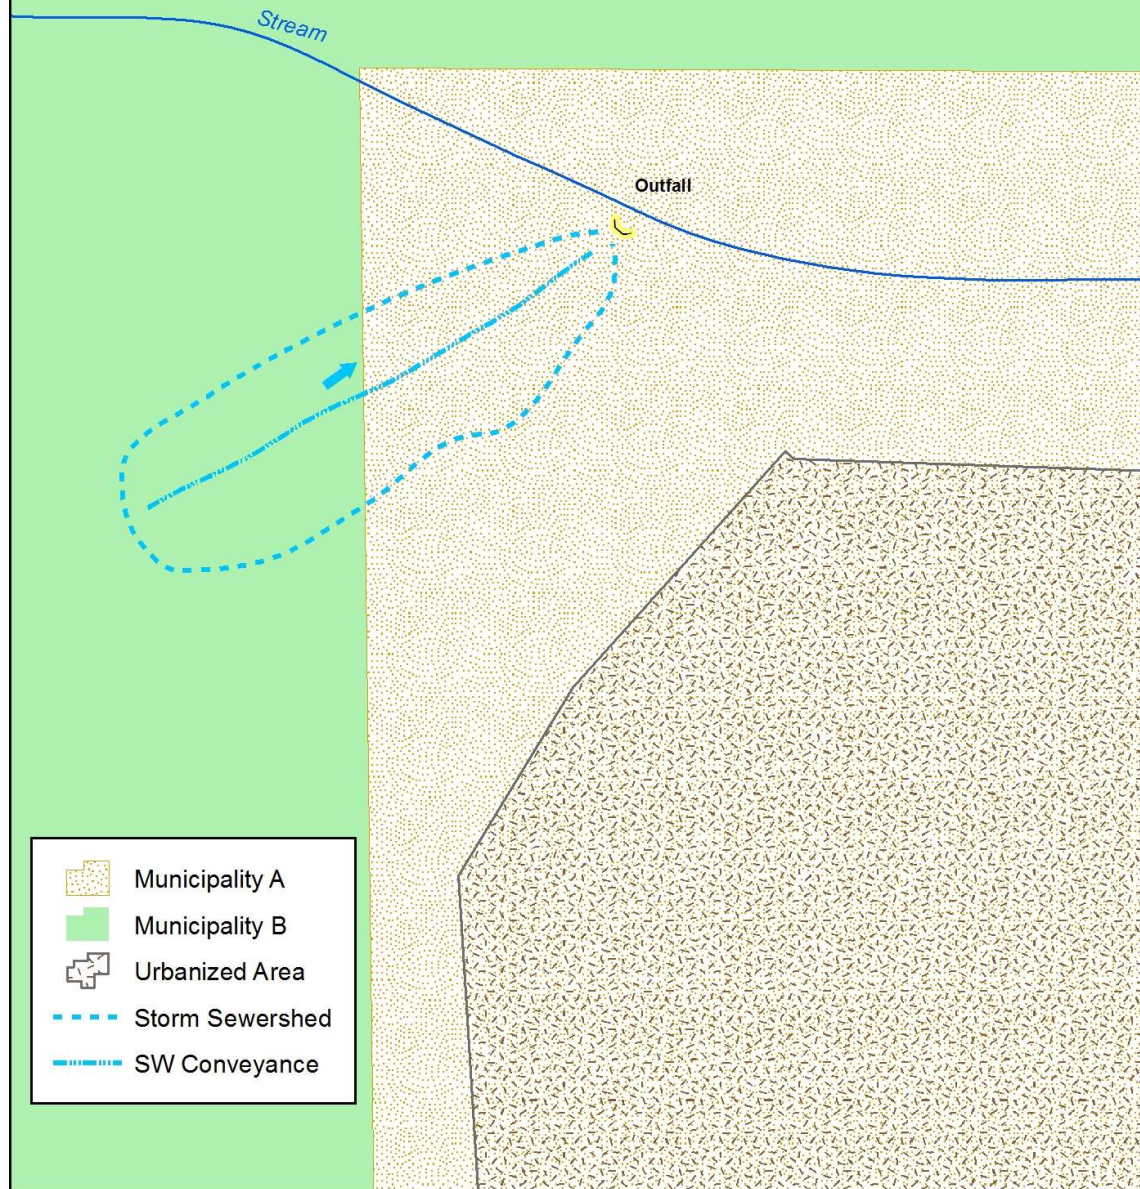 Stream
Outfall
Municipality A
Municipality B
Urbanized Area
Storm Sewershed
SW Conveyance